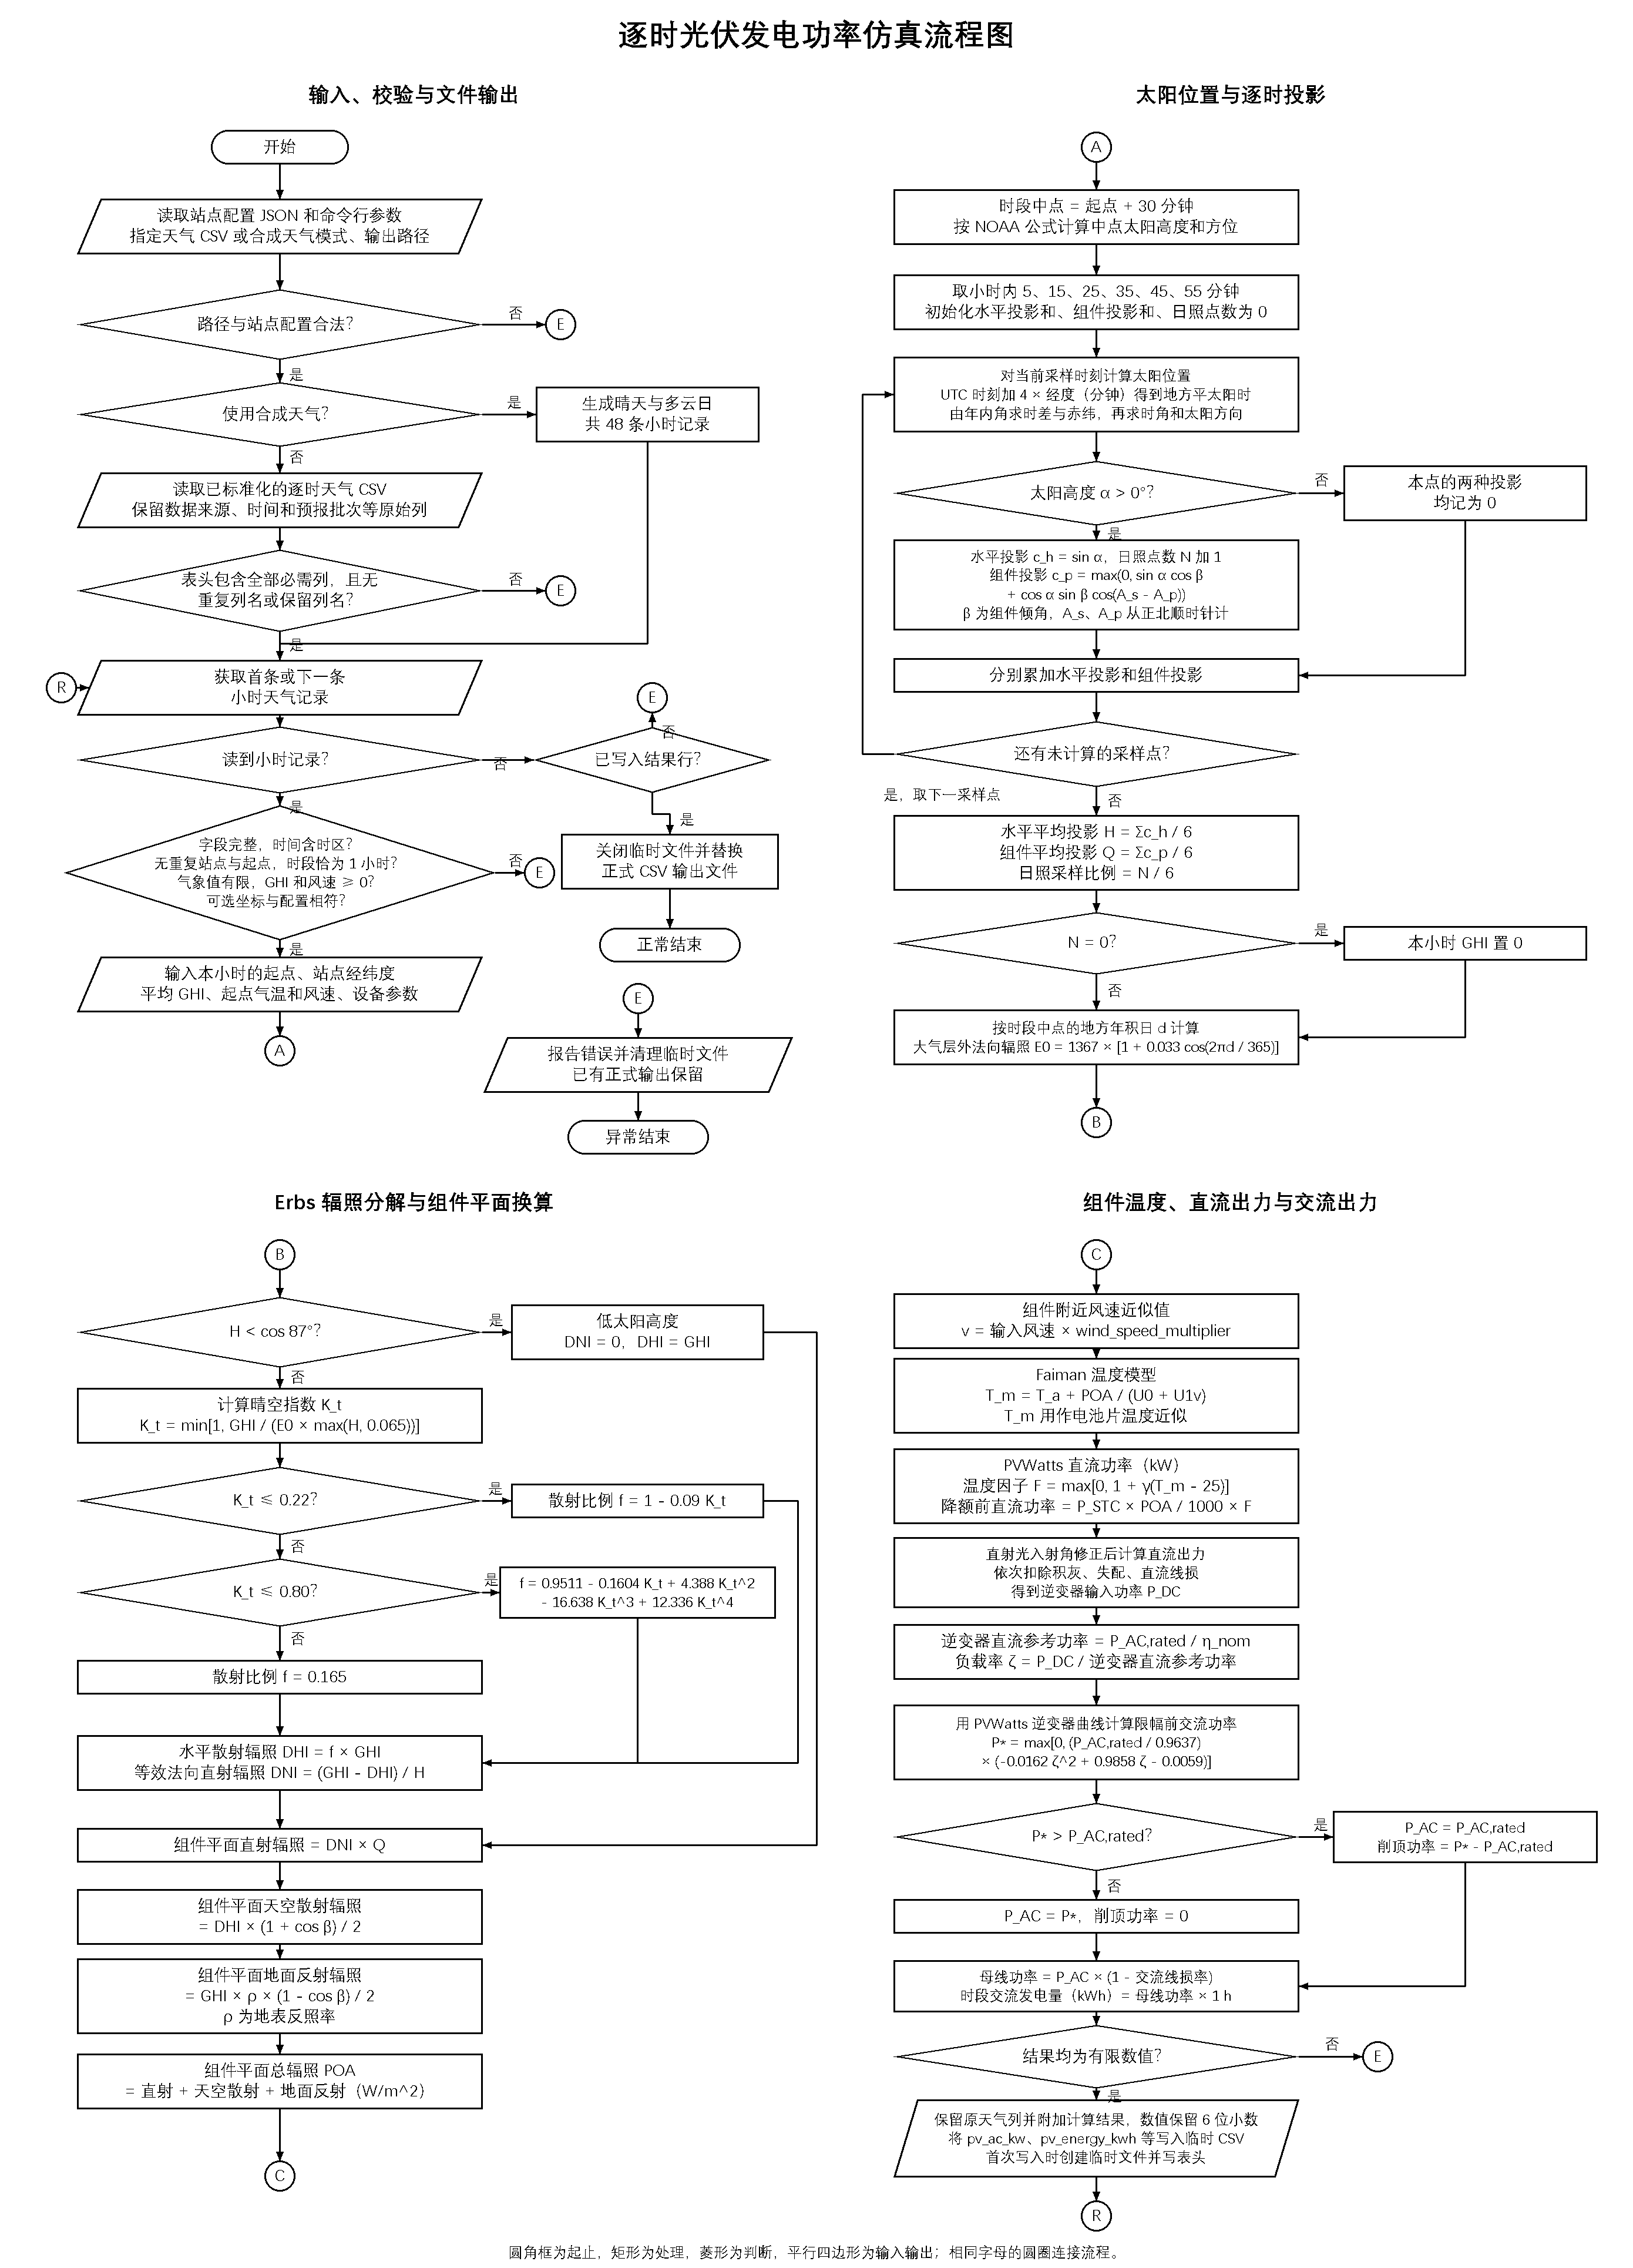 逐时光伏发电功率仿真流程图
输入、校验与文件输出
开始
读取站点配置 JSON 和命令行参数
指定天气 CSV 或合成天气模式、输出路径
路径与站点配置合法？
否
E
是
使用合成天气？
是
生成晴天与多云日
共 48 条小时记录
否
读取已标准化的逐时天气 CSV
保留数据来源、时间和预报批次等原始列
表头包含全部必需列，且无
重复列名或保留列名？
否
E
是
R
获取首条或下一条
小时天气记录
读到小时记录？
否
已写入结果行？
否
E
是
关闭临时文件并替换
正式 CSV 输出文件
正常结束
是
字段完整，时间含时区？
无重复站点与起点，时段恰为 1 小时？
气象值有限，GHI 和风速 ≥ 0？
可选坐标与配置相符？
否
E
是
输入本小时的起点、站点经纬度
平均 GHI、起点气温和风速、设备参数
A
E
报告错误并清理临时文件
已有正式输出保留
异常结束
太阳位置与逐时投影
A
时段中点 = 起点 + 30 分钟
按 NOAA 公式计算中点太阳高度和方位
取小时内 5、15、25、35、45、55 分钟
初始化水平投影和、组件投影和、日照点数为 0
对当前采样时刻计算太阳位置
UTC 时刻加 4 × 经度（分钟）得到地方平太阳时
由年内角求时差与赤纬，再求时角和太阳方向
太阳高度 α > 0°？
否
本点的两种投影
均记为 0
是
水平投影 c_h = sin α，日照点数 N 加 1
组件投影 c_p = max(0, sin α cos β
+ cos α sin β cos(A_s - A_p))
β 为组件倾角，A_s、A_p 从正北顺时针计
分别累加水平投影和组件投影
还有未计算的采样点？
是，取下一采样点
否
水平平均投影 H = Σc_h / 6
组件平均投影 Q = Σc_p / 6
日照采样比例 = N / 6
N = 0？
是
本小时 GHI 置 0
否
按时段中点的地方年积日 d 计算
大气层外法向辐照 E0 = 1367 × [1 + 0.033 cos(2πd / 365)]
B
Erbs 辐照分解与组件平面换算
B
H < cos 87°？
是
低太阳高度
DNI = 0，DHI = GHI
否
计算晴空指数 K_t
K_t = min[1, GHI / (E0 × max(H, 0.065))]
K_t ≤ 0.22？
是
散射比例 f = 1 - 0.09 K_t
否
K_t ≤ 0.80？
是
f = 0.9511 - 0.1604 K_t + 4.388 K_t^2
- 16.638 K_t^3 + 12.336 K_t^4
否
散射比例 f = 0.165
水平散射辐照 DHI = f × GHI
等效法向直射辐照 DNI = (GHI - DHI) / H
组件平面直射辐照 = DNI × Q
组件平面天空散射辐照
= DHI × (1 + cos β) / 2
组件平面地面反射辐照
= GHI × ρ × (1 - cos β) / 2
ρ 为地表反照率
组件平面总辐照 POA
= 直射 + 天空散射 + 地面反射（W/m^2）
C
组件温度、直流出力与交流出力
C
组件附近风速近似值
v = 输入风速 × wind_speed_multiplier
Faiman 温度模型
T_m = T_a + POA / (U0 + U1v)
T_m 用作电池片温度近似
PVWatts 直流功率（kW）
温度因子 F = max[0, 1 + γ(T_m - 25)]
降额前直流功率 = P_STC × POA / 1000 × F
直射光入射角修正后计算直流出力
依次扣除积灰、失配、直流线损
得到逆变器输入功率 P_DC
逆变器直流参考功率 = P_AC,rated / η_nom
负载率 ζ = P_DC / 逆变器直流参考功率
用 PVWatts 逆变器曲线计算限幅前交流功率
P* = max[0, (P_AC,rated / 0.9637)
× (-0.0162 ζ^2 + 0.9858 ζ - 0.0059)]
P* > P_AC,rated？
是
P_AC = P_AC,rated
削顶功率 = P* - P_AC,rated
否
P_AC = P*，削顶功率 = 0
母线功率 = P_AC × (1 - 交流线损率)
时段交流发电量（kWh）= 母线功率 × 1 h
结果均为有限数值？
否
E
是
保留原天气列并附加计算结果，数值保留 6 位小数
将 pv_ac_kw、pv_energy_kwh 等写入临时 CSV
首次写入时创建临时文件并写表头
R
圆角框为起止，矩形为处理，菱形为判断，平行四边形为输入输出；相同字母的圆圈连接流程。